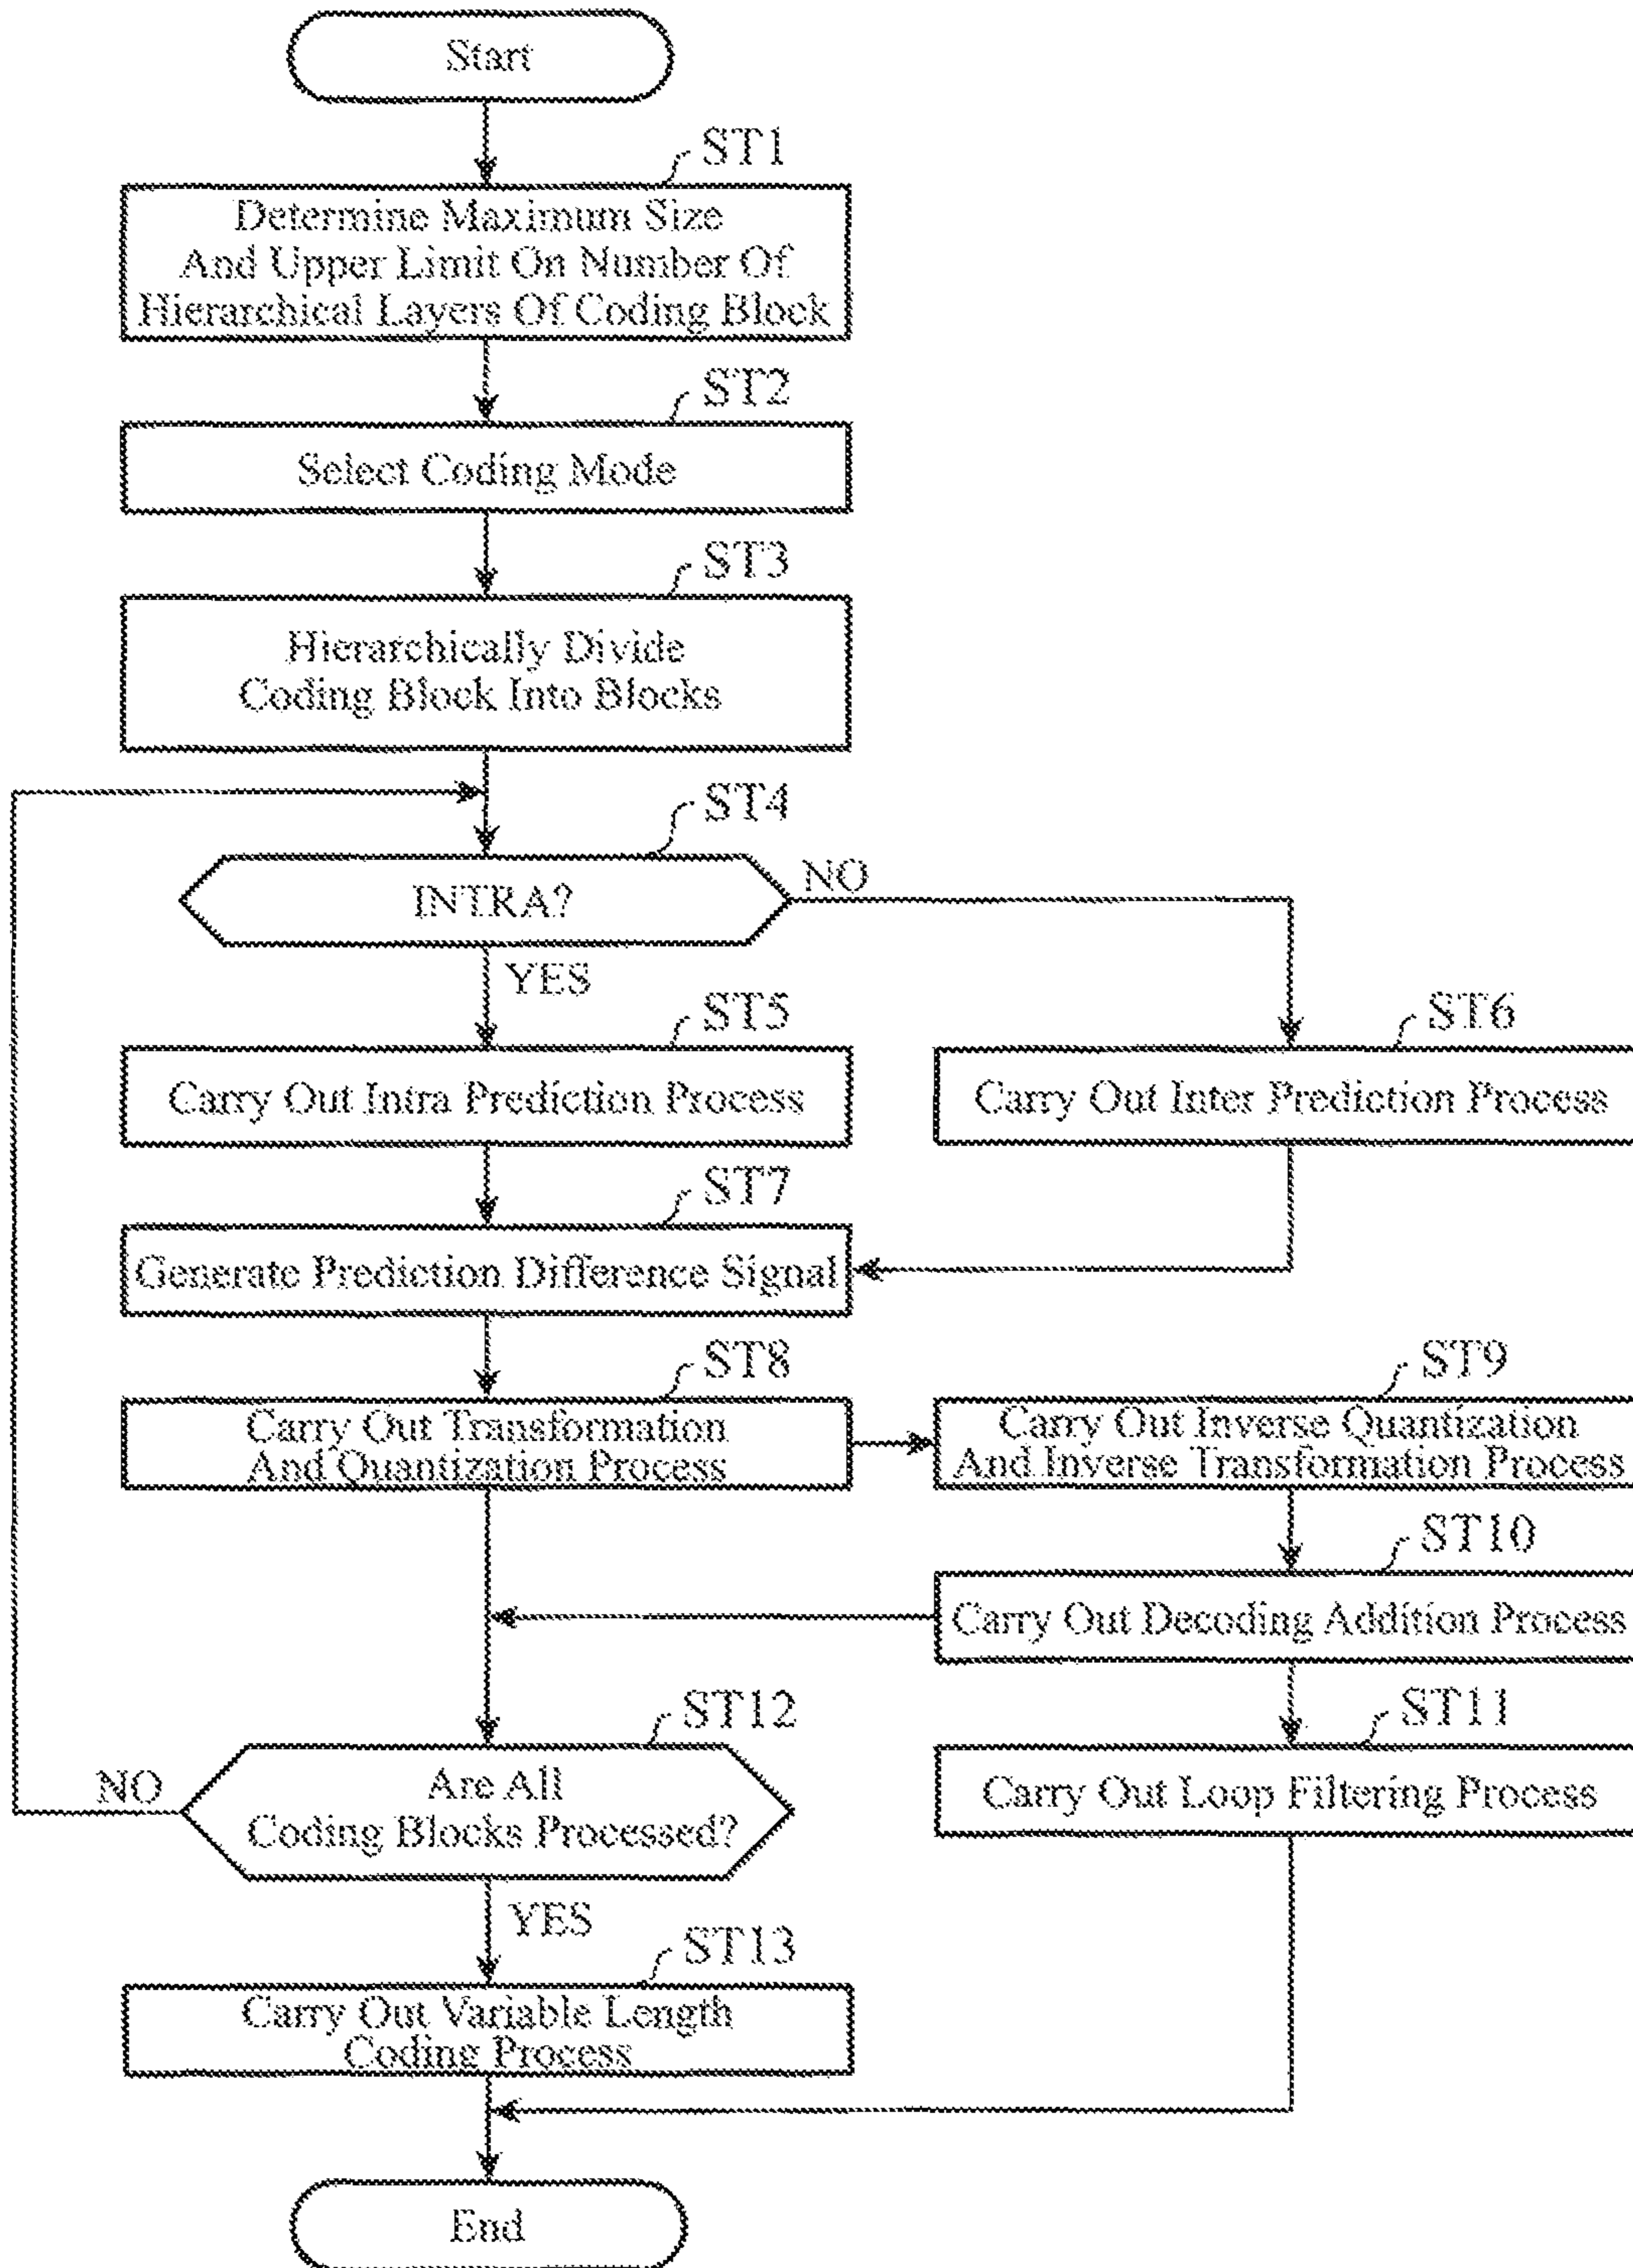 Start
ST1
Determine Maximum Size
And Upper Limit On Number Of
Hierarchical Layers Of Coding Block
ST2
Select Coding Mode
ST3
Hierarchically Divide
Coding Block Into Blocks
ST4
INTRA?
NO
YES
ST5
Carry Out Intra Prediction Process
ST6
Carry Out Inter Prediction Process
ST7
Generate Prediction Difference Signal
ST8
Carry Out Transformation
And Quantization Process
ST9
Carry Out Inverse Quantization
And Inverse Transformation Process
ST10
Carry Out Decoding Addition Process
ST11
Carry Out Loop Filtering Process
ST12
Are All
Coding Blocks Processed?
NO
YES
ST13
Carry Out Variable Length
Coding Process
End